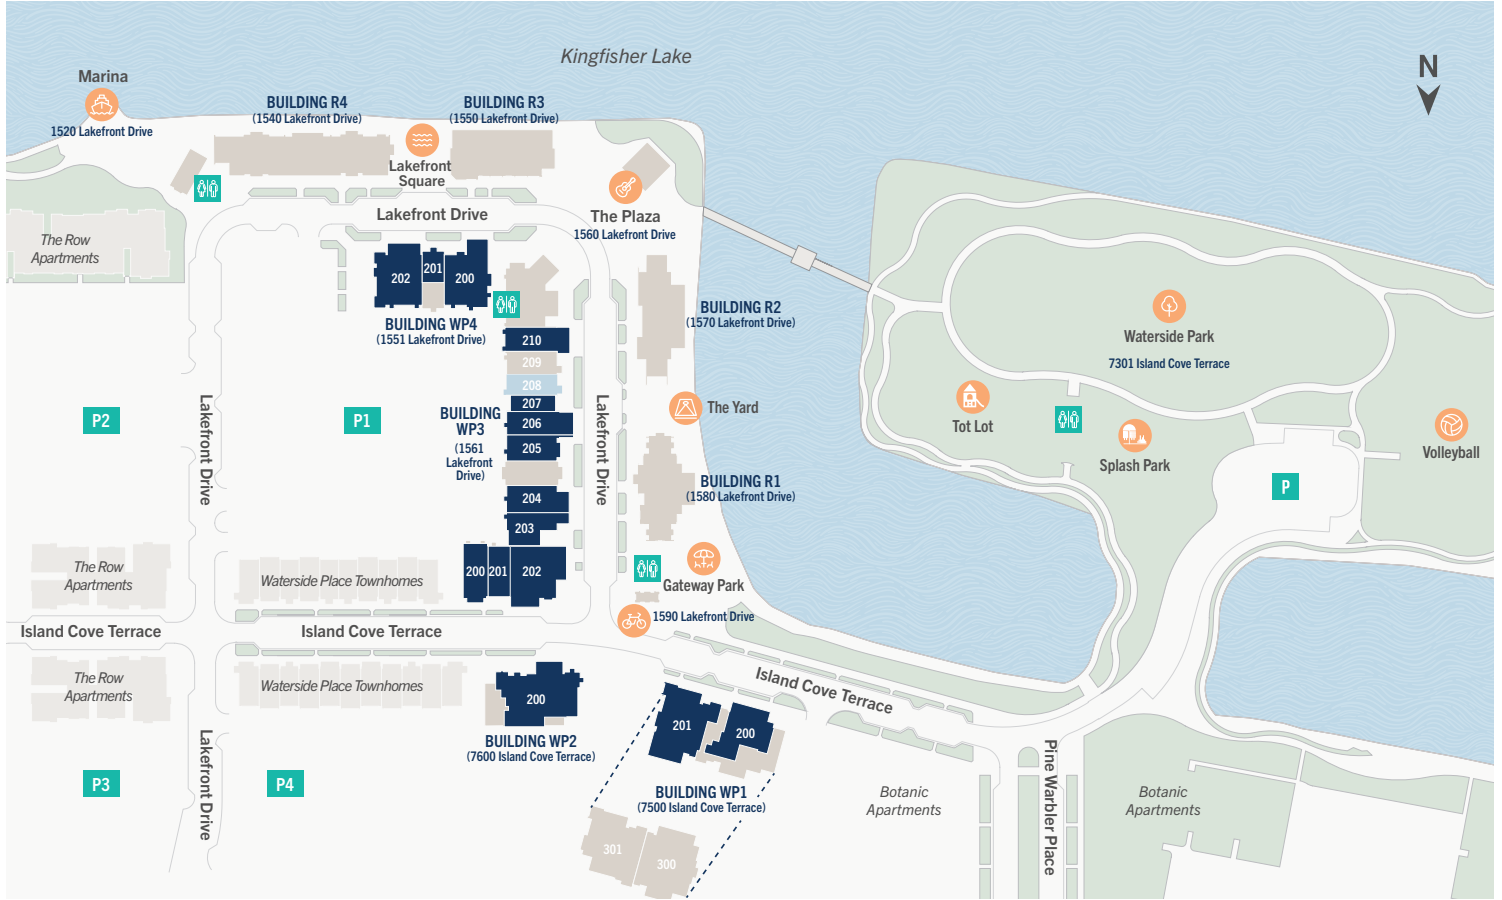 Kingfisher Lake
N
Marina
1520 Lakefront Drive
BUILDING R4
(1540 Lakefront Drive)
BUILDING R3
(1550 Lakefront Drive)
Lakefront
Square
Lakefront Drive
The Plaza
1560 Lakefront Drive
The Row
Apartments
202
201
200
BUILDING WP4
(1551 Lakefront Drive)
BUILDING R2
(1570 Lakefront Drive)
Waterside Park
7301 Island Cove Terrace
210
209
208
207
206
205
204
203
200
201
202
BUILDING
WP3
(1561
Lakefront
Drive)
P2
P1
Lakefront Drive
Lakefront Drive
The Yard
Tot Lot
Splash Park
Volleyball
P
BUILDING R1
(1580 Lakefront Drive)
Gateway Park
1590 Lakefront Drive
The Row
Apartments
Waterside Place Townhomes
Island Cove Terrace
Island Cove Terrace
Island Cove Terrace
The Row
Apartments
Waterside Place Townhomes
200
BUILDING WP2
(7600 Island Cove Terrace)
201
200
BUILDING WP1
(7500 Island Cove Terrace)
301
300
P3
P4
Lakefront Drive
Botanic
Apartments
Pine Warbler Place
Botanic
Apartments